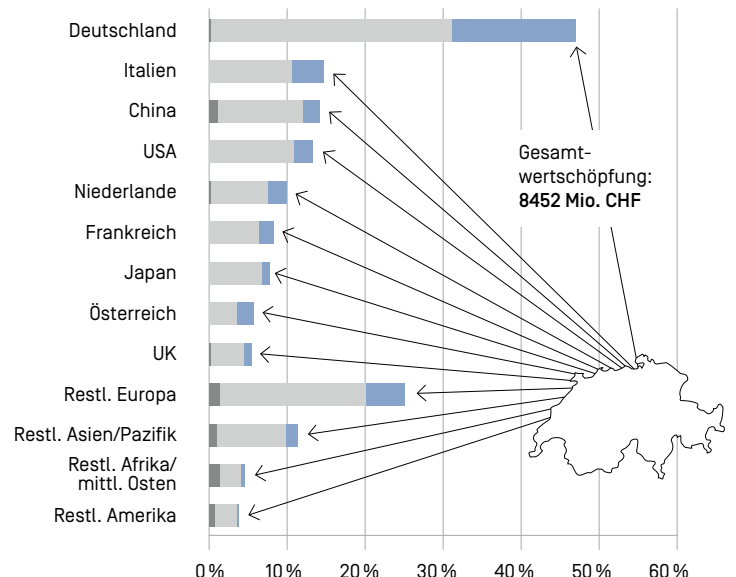 Deutschland
Italien
China
USA
Niederlande
Frankreich
Japan
Österreich
UK
Restl. Europa
Restl. Asien/Pazifik
Restl. Afrika/
mittl. Osten
Restl. Amerika
Gesamt-
wertschöpfung:
8452 Mio. CHF
0 % 10 % 20 % 30 % 40 % 50 % 60 %